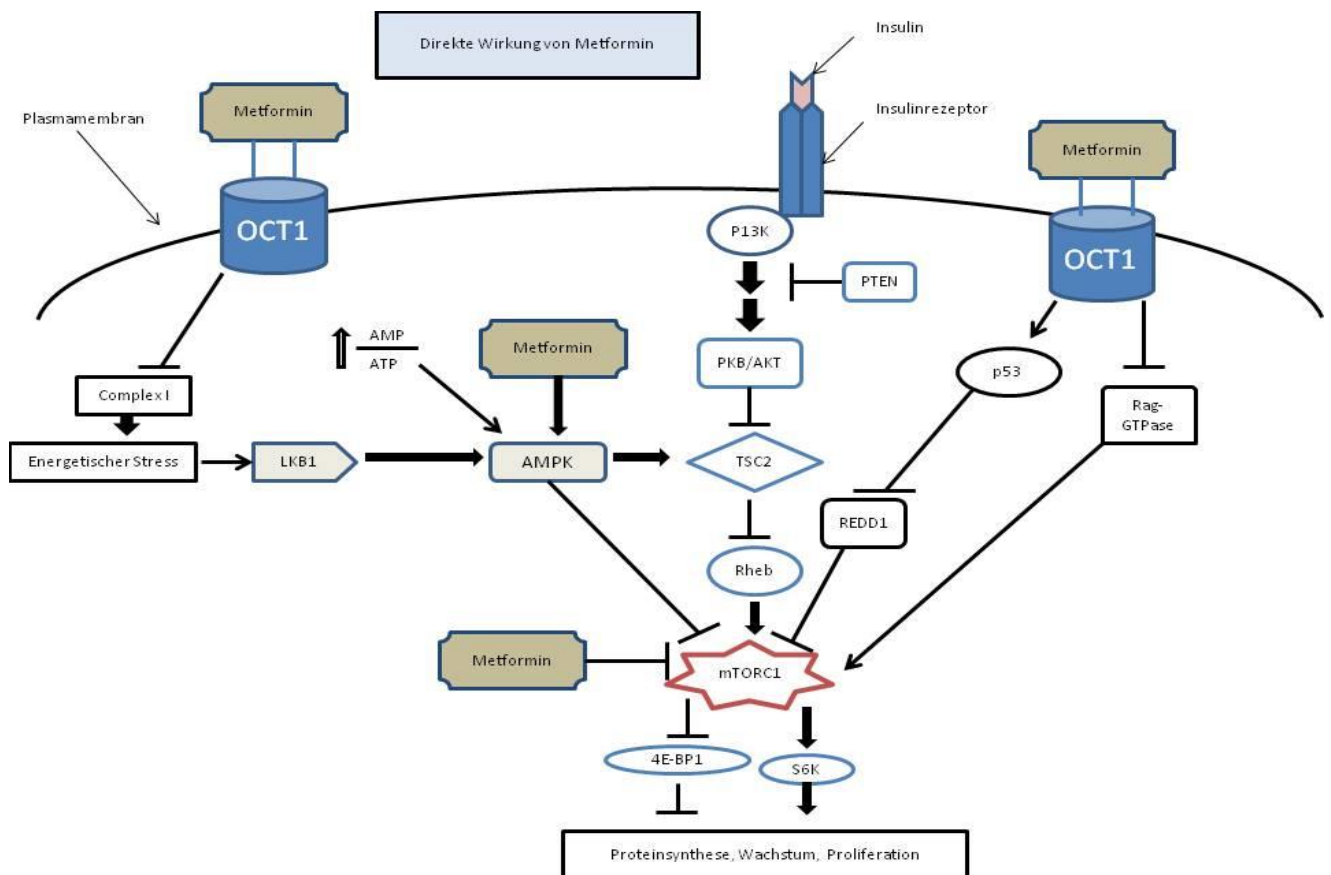 Direkte Wirkung von Metformin
Insulin
Insulinrezeptor
Plasmamembran
Metformin
Metformin
OCT1
OCT1
P13K
PTEN
AMP
ATP
Metformin
PKB/AKT
p53
Complex I
Rag-
GTPase
Energetischer Stress
LKB1
AMPK
TSC2
REDD1
Rheb
Metformin
mTORC1
4E-BP1
S6K
Proteinsynthese, Wachstum, Proliferation